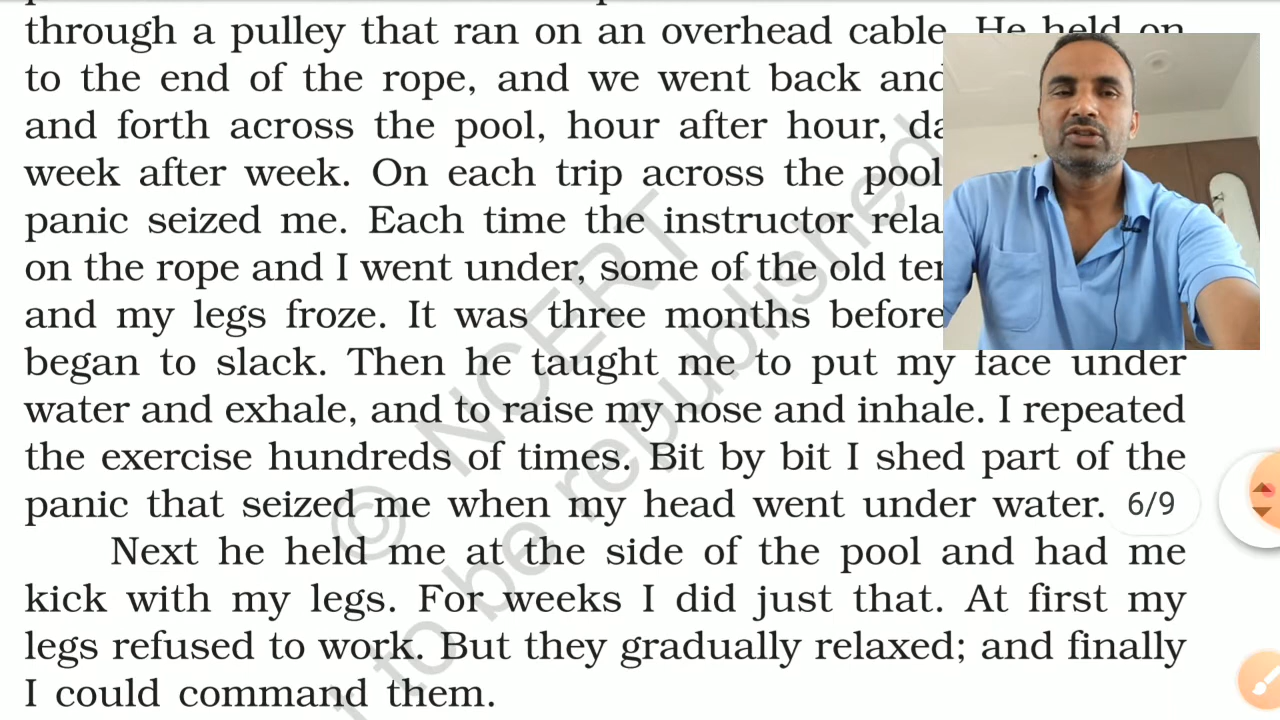 through a pulley that ran on an overhead cable. He held on
to the end of the rope, and we went back and
and forth across the pool, hour after hour,
week after week. On each trip across the pool
panic seized me. Each time the instructor
on the rope and I went under, some of the old
and my legs froze. It was three months before
began to slack. Then he taught me to put my face under
water and exhale, and to raise my nose and inhale. I repeated
the exercise hundreds of times. Bit by bit I shed part of the
panic that seized me when my head went under water.
6/9
Next he held me at the side of the pool and had me
kick with my legs. For weeks I did just that. At first my
legs refused to work. But they gradually relaxed; and finally
I could command them.
© NCERT
to be republished